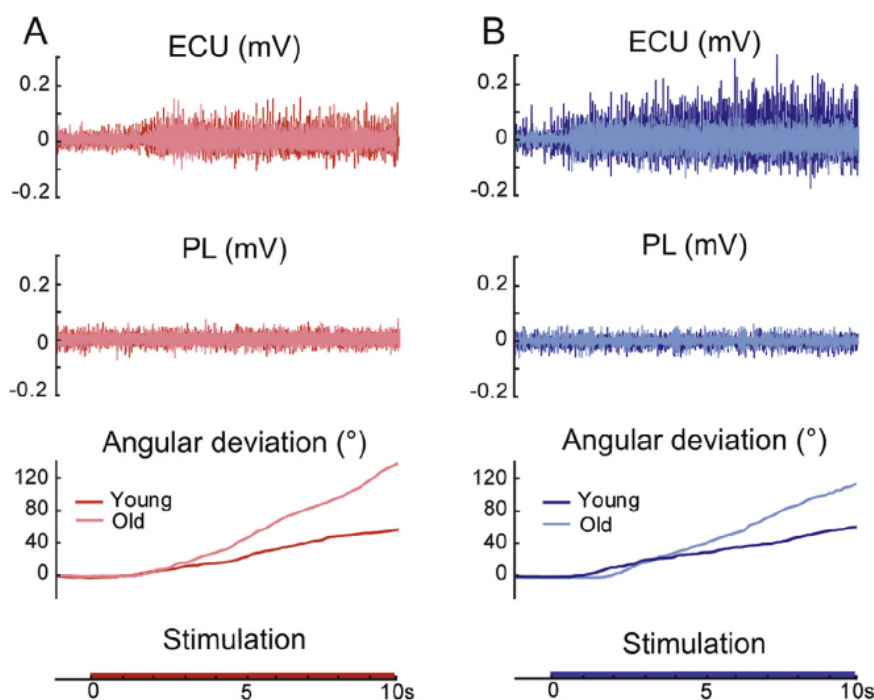 A
ECU (mV)
0.2
0
-0.2
PL (mV)
0.2
0
-0.2
Angular deviation (°)
120
80
40
0
Young
Old
Stimulation
0 5 10s
B
ECU (mV)
0.2
0
-0.2
PL (mV)
0.2
0
-0.2
Angular deviation (°)
120
80
40
0
Young
Old
Stimulation
0 5 10s